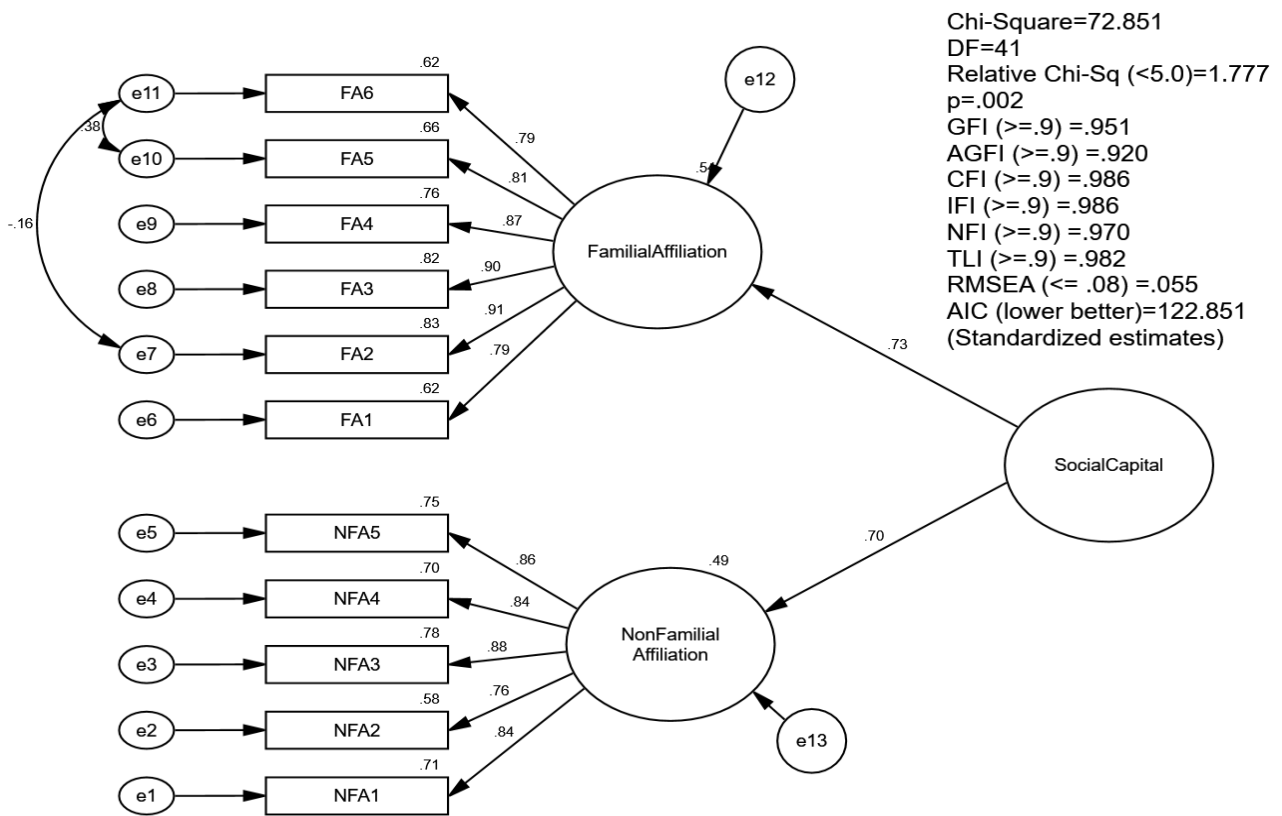 Chi-Square=72.851
DF=41
Relative Chi-Sq (<5.0)=1.777
p=.002
GFI (>=.9) =.951
AGFI (>=.9) =.920
CFI (>=.9) =.986
IFI (>=.9) =.986
NFI (>=.9) =.970
TLI (>=.9) =.982
RMSEA (<= .08) =.055
AIC (lower better)=122.851
(Standardized estimates)
e12
.54
.62
e11
FA6
.79
.38
.66
e10
FA5
.81
.76
e9
FA4
.87
-.16
FamilialAffiliation
.82
e8
FA3
.90
.83
e7
FA2
.91
.62
e6
FA1
.79
.73
SocialCapital
.70
.75
e5
NFA5
.86
.49
.70
e4
NFA4
.84
NonFamilial
Affiliation
.78
e3
NFA3
.88
.58
e2
NFA2
.76
.71
e1
NFA1
.84
e13